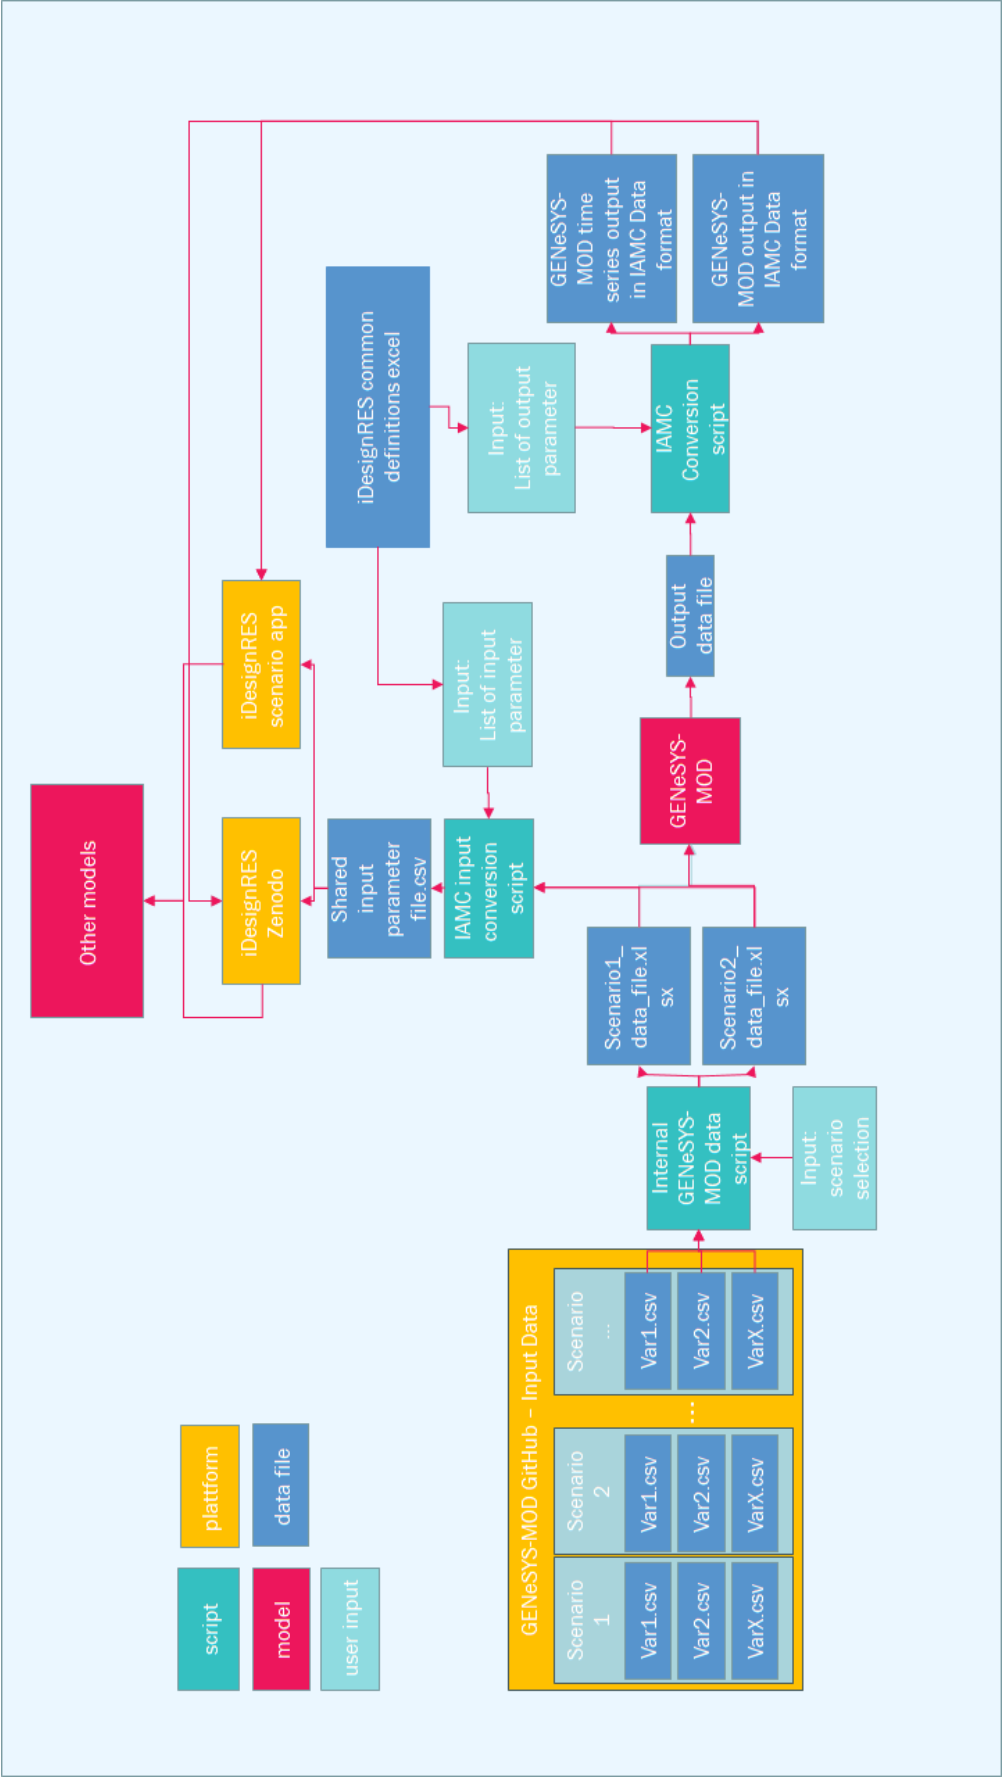 script
plattform
model
data file
user input
Other models
iDesignRES
Zenodo
iDesignRES
scenario app
Shared
input
parameter
file.csv
iDesignRES common
definitions excel
IAMC input
conversion
script
Input:
List of input
parameter
Input:
List of output
parameter
GENeSYS-MOD GitHub – Input Data
Scenario
1
Var1.csv
Var2.csv
VarX.csv
Scenario
2
Var1.csv
Var2.csv
VarX.csv
...
Scenario
...
Var1.csv
Var2.csv
VarX.csv
Internal
GENeSYS-
MOD data
script
Input:
scenario
selection
Scenario1_
data_file.xl
sx
Scenario2_
data_file.xl
sx
GENeSYS-
MOD
Output
data file
IAMC
Conversion
script
GENeSYS-
MOD time
series output
in IAMC Data
format
GENeSYS-
MOD output in
IAMC Data
format